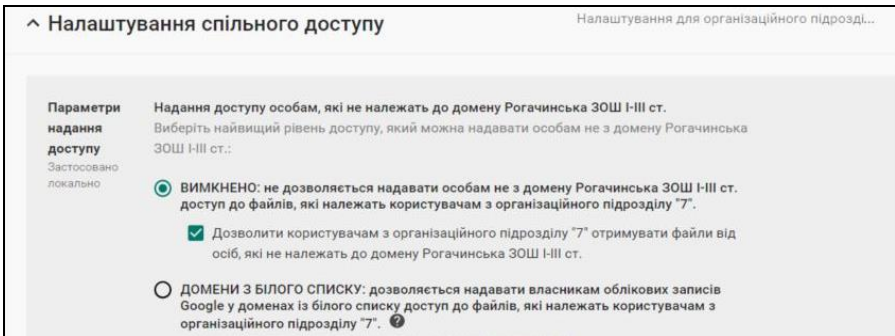 Налаштування спільного доступу
Налаштування для організаційного підрозді...
Параметри
надання
доступу
Застосовано
локально
Надання доступу особам, які не належать до домену Рогачинська ЗОШ І-ІІІ ст.
Виберіть найвищий рівень доступу, який можна надавати особам не з домену Рогачинська
ЗОШ І-ІІІ ст.:
ВИМКНЕНО: не дозволяється надавати особам не з домену Рогачинська ЗОШ І-ІІІ ст.
доступ до файлів, які належать користувачам з організаційного підрозділу "7".
Дозволити користувачам з організаційного підрозділу "7" отримувати файли від
осіб, які не належать до домену Рогачинська ЗОШ І-ІІІ ст.
ДОМЕНИ З БІЛОГО СПИСКУ: дозволяється надавати власникам облікових записів
Google у доменах із білого списку доступ до файлів, які належать користувачам з
організаційного підрозділу "7". ?